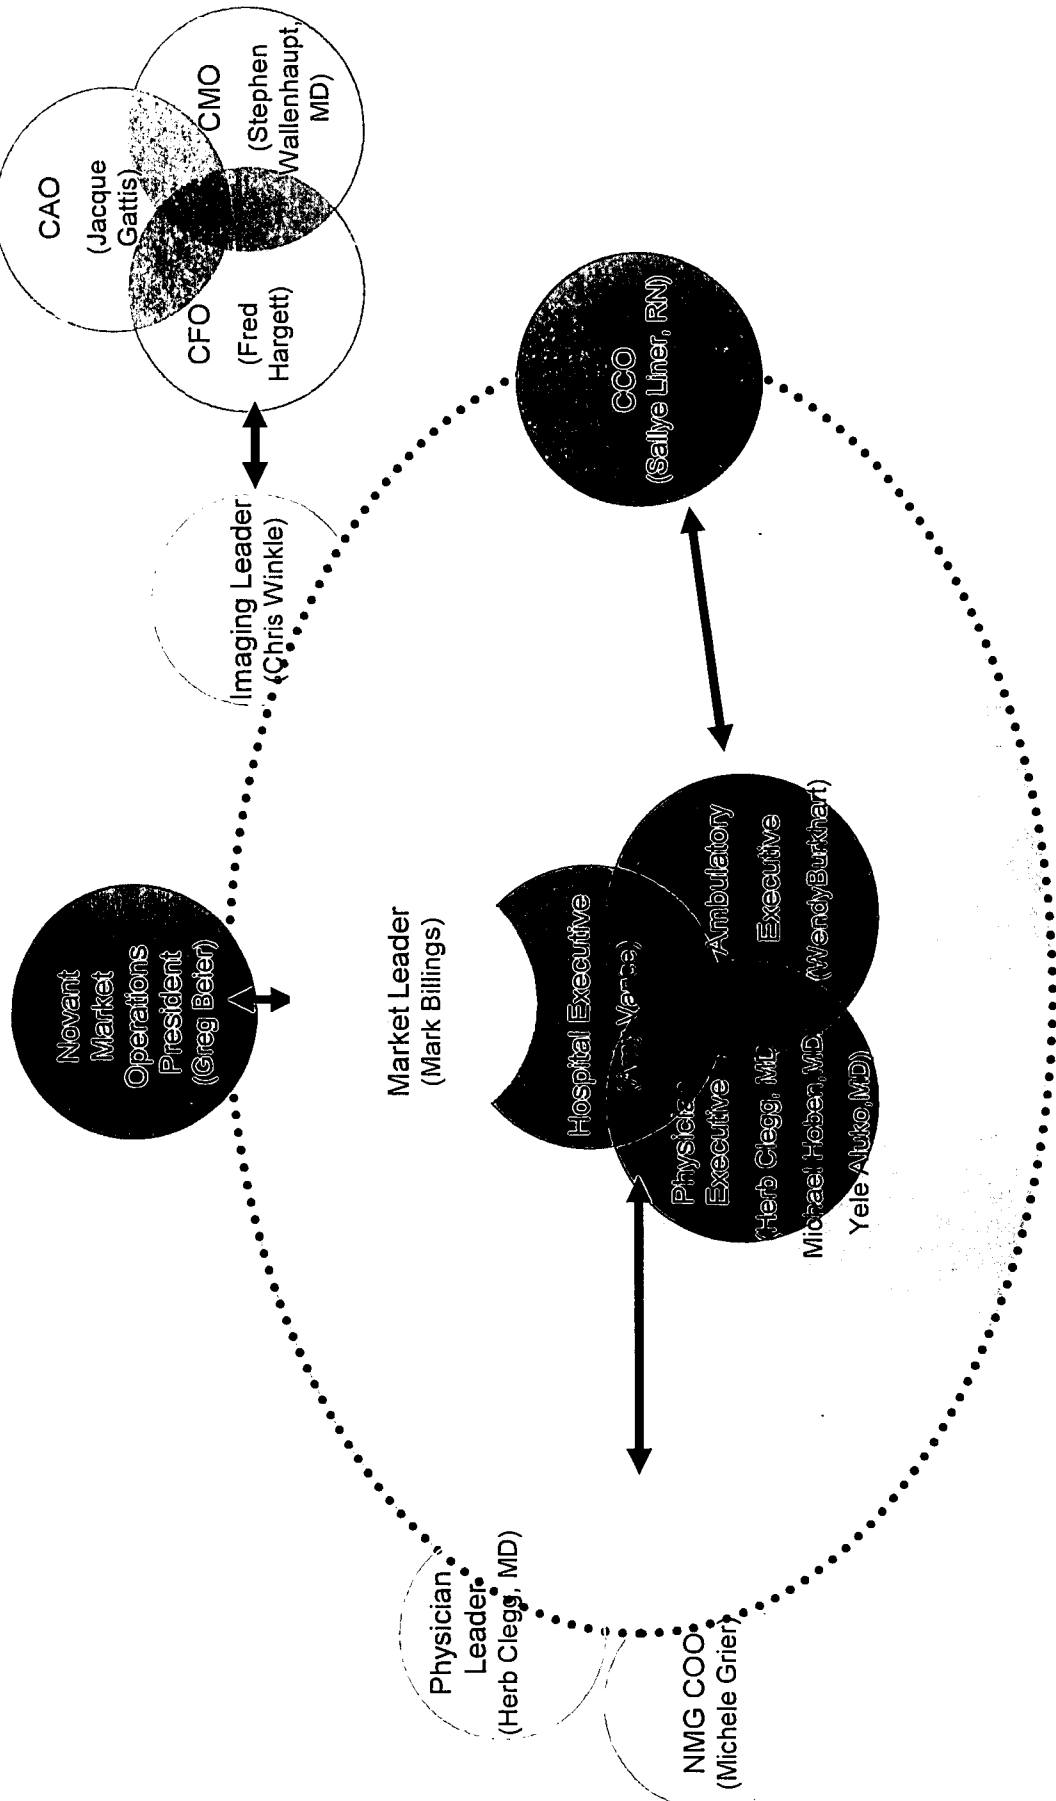 Novant
Market
Operations
President
(Greg Beier)
CAO
(Jacque
Gattis)
CFO
(Fred
Hargett)
CMO
(Stephen
Wallenhaupt,
MD)
Imaging Leader
(Chris Winkle)
Physician
Leader
(Herb Clegg, MD)
NMG COO
(Michele Grier)
Market Leader
(Mark Billings)
Hospital Executive
Physician
Executive
(Herb Clegg, MD
Michael Hoben, MD
Yele Aluko, MD)
Ambulatory
Executive
(WendyBurkhart)
CCO
(Sallye Liner, RN)